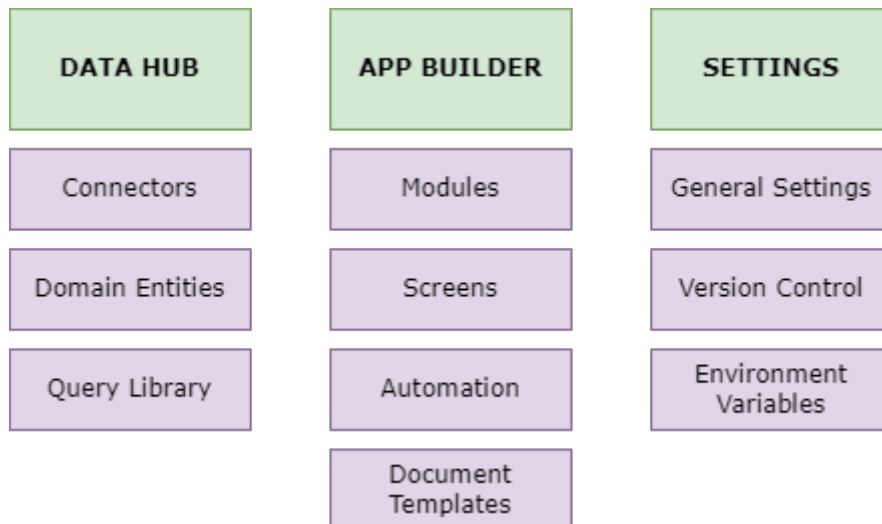 DATA HUB
APP BUILDER
SETTINGS
Connectors
Modules
General Settings
Domain Entities
Screens
Version Control
Query Library
Automation
Environment
Variables
Document
Templates